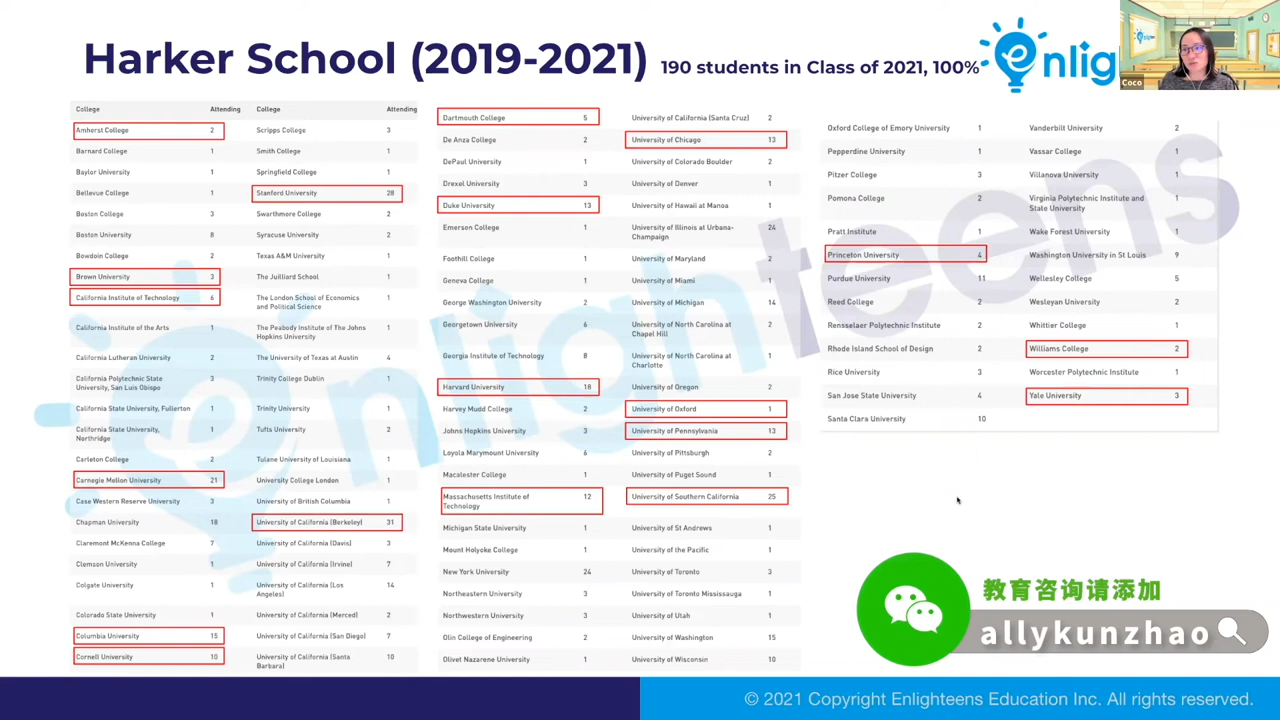 Harker School (2019-2021) 190 students in Class of 2021, 100%
enlig
Coco
College Attending College Attending
Amherst College 2 Scripps College 3
Barnard College 1 Smith College 1
Baylor University 1 Springfield College 1
Bellevue College 1 Stanford University 28
Boston College 3 Swarthmore College 2
Boston University 8 Syracuse University 2
Bowdoin College 2 Texas A&M University 1
Brown University 3 The Juilliard School 1
California Institute of Technology 6 The London School of Economics
and Political Science 1
California Institute of the Arts 1 The Peabody Institute of The Johns
Hopkins University 1
California Lutheran University 2 The University of Texas at Austin 4
California Polytechnic State
University, San Luis Obispo 3 Trinity College Dublin 1
California State University, Fullerton 1 Trinity University 1
California State University,
Northridge 1 Tufts University 2
Carleton College 2 Tulane University of Louisiana 1
Carnegie Mellon University 21 University College London 1
Case Western Reserve University 3 University of British Columbia 1
Chapman University 18 University of California (Berkeley) 31
Claremont McKenna College 7 University of California (Davis) 3
Clemson University 1 University of California (Irvine) 7
Colgate University 1 University of California (Los
Angeles) 14
Colorado State University 1 University of California (Merced) 2
Columbia University 15 University of California (San Diego) 7
Cornell University 10 University of California (Santa
Barbara) 10
Dartmouth College 5 University of California (Santa Cruz) 2
De Anza College 2 University of Chicago 13
DePaul University 1 University of Colorado Boulder 2
Drexel University 3 University of Denver 1
Duke University 13 University of Hawaii at Manoa 1
Emerson College 1 University of Illinois at Urbana-
Champaign 24
Foothill College 1 University of Maryland 2
Geneva College 1 University of Miami 1
George Washington University 2 University of Michigan 14
Georgetown University 6 University of North Carolina at
Chapel Hill 2
Georgia Institute of Technology 8 University of North Carolina at
Charlotte 1
Harvard University 18 University of Oregon 2
Harvey Mudd College 2 University of Oxford 1
Johns Hopkins University 3 University of Pennsylvania 13
Loyola Marymount University 6 University of Pittsburgh 2
Macalester College 1 University of Puget Sound 1
Massachusetts Institute of
Technology 12 University of Southern California 25
Michigan State University 1 University of St Andrews 1
Mount Holyoke College 1 University of the Pacific 1
New York University 24 University of Toronto 3
Northeastern University 3 University of Toronto Mississauga 1
Northwestern University 3 University of Utah 1
Olin College of Engineering 2 University of Washington 15
Olivet Nazarene University 1 University of Wisconsin 10
Oxford College of Emory University 1 Vanderbilt University 2
Pepperdine University 1 Vassar College 1
Pitzer College 3 Villanova University 1
Pomona College 2 Virginia Polytechnic Institute and
State University 1
Pratt Institute 1 Wake Forest University 1
Princeton University 4 Washington University in St Louis 9
Purdue University 11 Wellesley College 5
Reed College 2 Wesleyan University 2
Rensselaer Polytechnic Institute 2 Whittier College 1
Rhode Island School of Design 2 Williams College 2
Rice University 3 Worcester Polytechnic Institute 1
San Jose State University 4 Yale University 3
Santa Clara University 10
enlighteens
教育咨询请添加
allykunzhao
© 2021 Copyright Enlighteens Education Inc. All rights reserved.